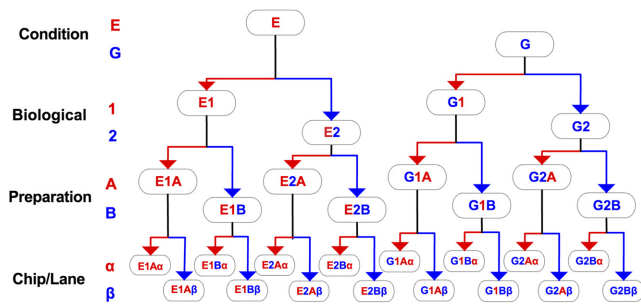 Condition
E
G
E
G
Biological
1
2
E1
E2
G1
G2
Preparation
A
B
E1A
E1B
E2A
E2B
G1A
G1B
G2A
G2B
Chip/Lane
α
β
E1Aα
E1Aβ
E1Bα
E1Bβ
E2Aα
E2Aβ
E2Bα
E2Bβ
G1Aα
G1Aβ
G1Bα
G1Bβ
G2Aα
G2Aβ
G2Bα
G2Bβ